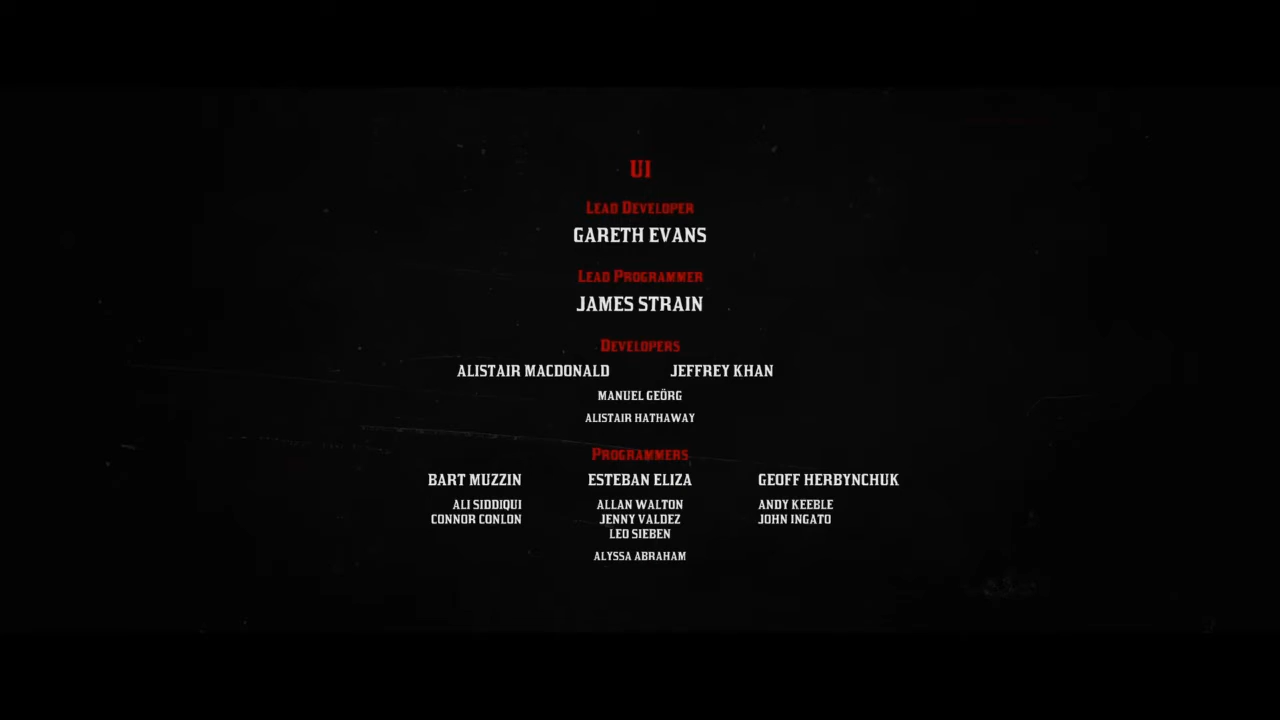 UI
LEAD DEVELOPER
GARETH EVANS
LEAD PROGRAMMER
JAMES STRAIN
DEVELOPERS
ALISTAIR MACDONALD JEFFREY KHAN
MANUEL GEÖRG
ALISTAIR HATHAWAY
PROGRAMMERS
BART MUZZIN ESTEBAN ELIZA GEOFF HERBYNCHUK
ALI SIDDIQUI ALLAN WALTON ANDY KEEBLE
CONNOR CONLON JENNY VALDEZ JOHN INGATO
LEO SIEBEN
ALYSSA ABRAHAM